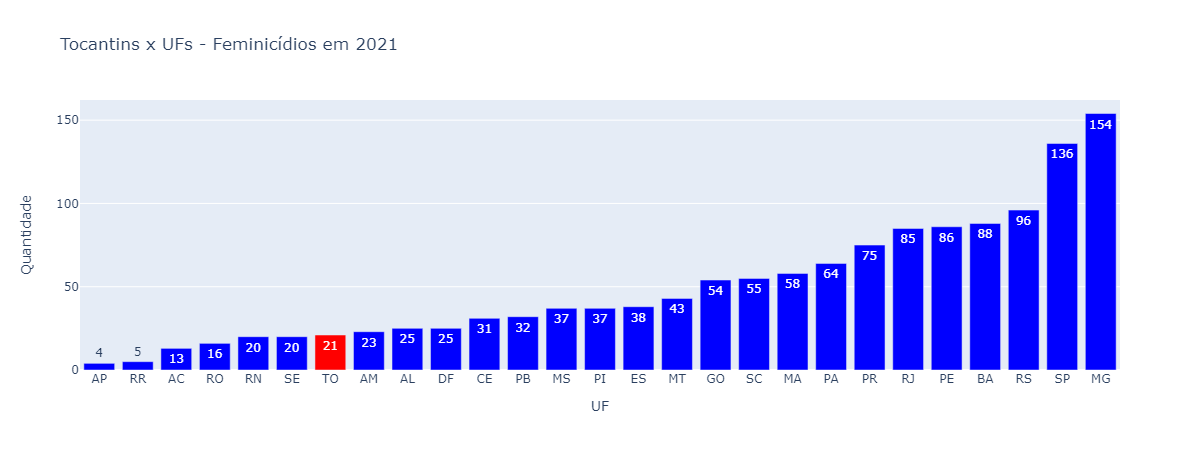 Tocantins x UFs - Feminicídios em 2021
Quantidade
150
100
50
0
4 5 13 16 20 20 21 23 25 25 31 32 37 37 38 43 54 55 58 64 75 85 86 88 96 136 154
AP RR AC RO RN SE TO AM AL DF CE PB MS PI ES MT GO SC MA PA PR RJ PE BA RS SP MG
UF